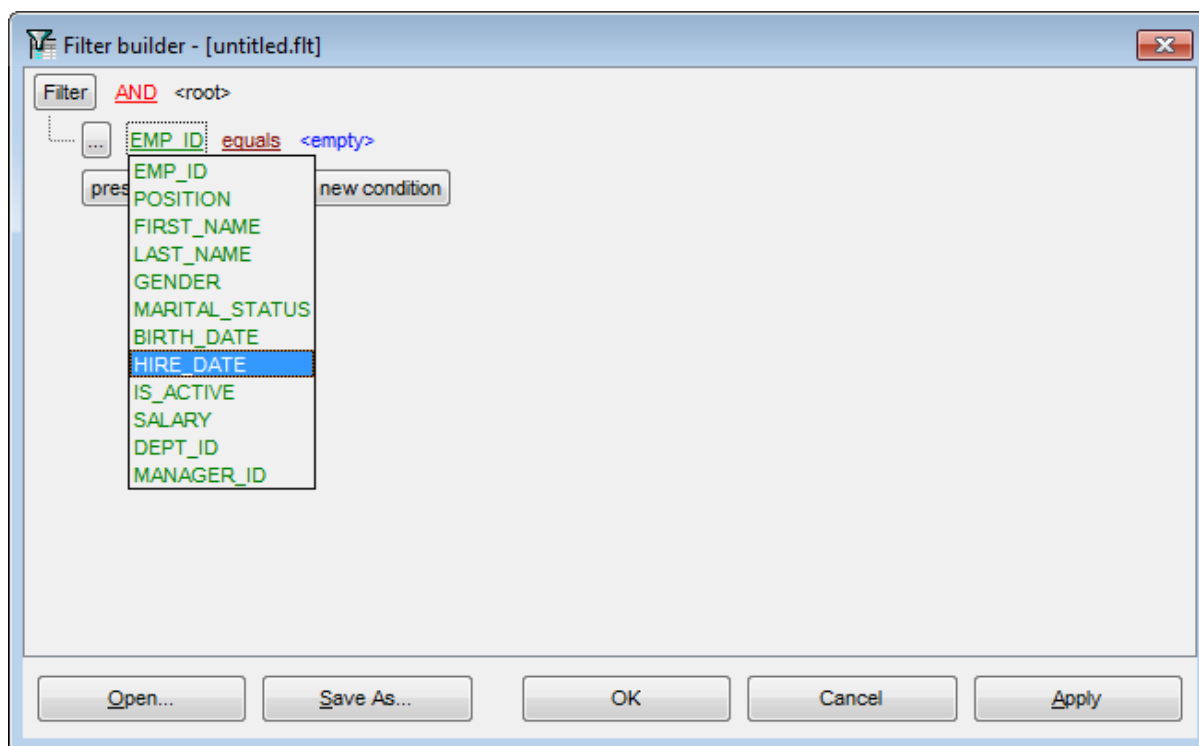 Filter builder - [untitled.flt]
Filter AND <root>
... EMP_ID equals <empty>
EMP_ID
pres new condition
POSITION
FIRST_NAME
LAST_NAME
GENDER
MARITAL_STATUS
BIRTH_DATE
HIRE_DATE
IS_ACTIVE
SALARY
DEPT_ID
MANAGER_ID
Open... Save As... OK Cancel Apply